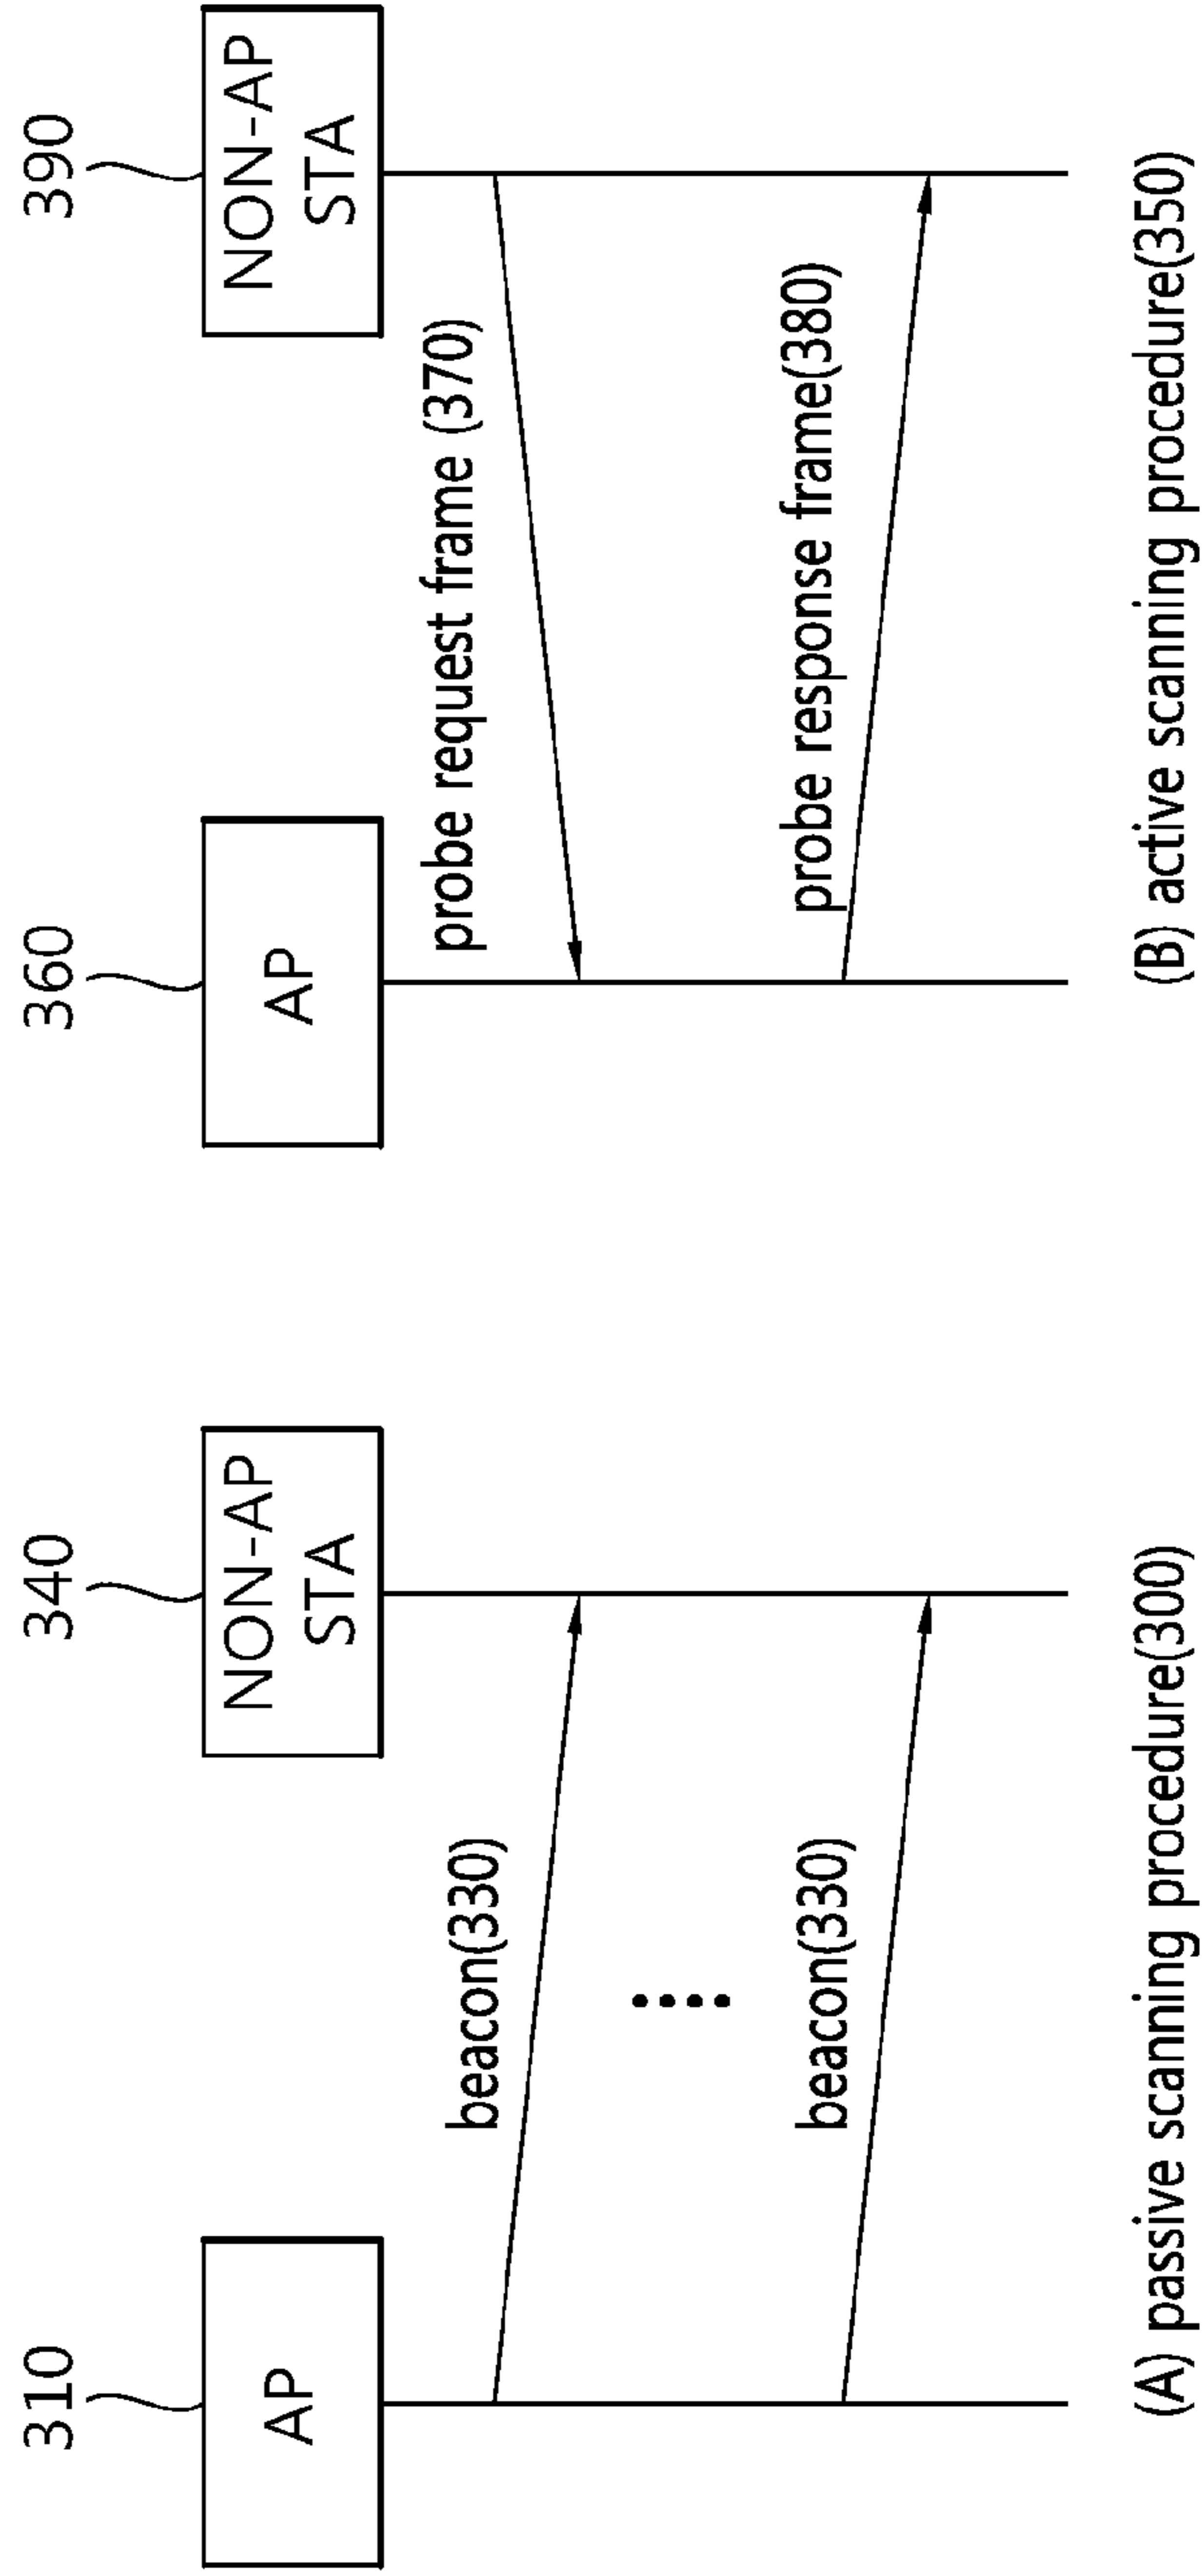 310
AP
340
NON-AP
STA
beacon(330)
beacon(330)
(A) passive scanning procedure(300)
360
AP
390
NON-AP
STA
probe request frame (370)
probe response frame(380)
(B) active scanning procedure(350)